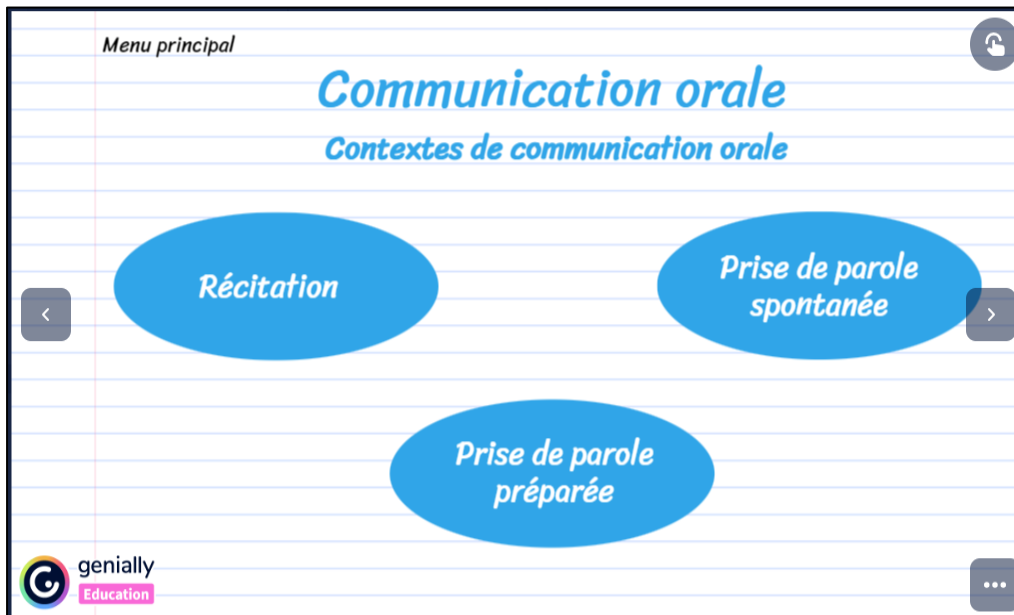 Menu principal
Communication orale
Contextes de communication orale
Récitation
Prise de parole
spontanée
Prise de parole
préparée
genially
Education